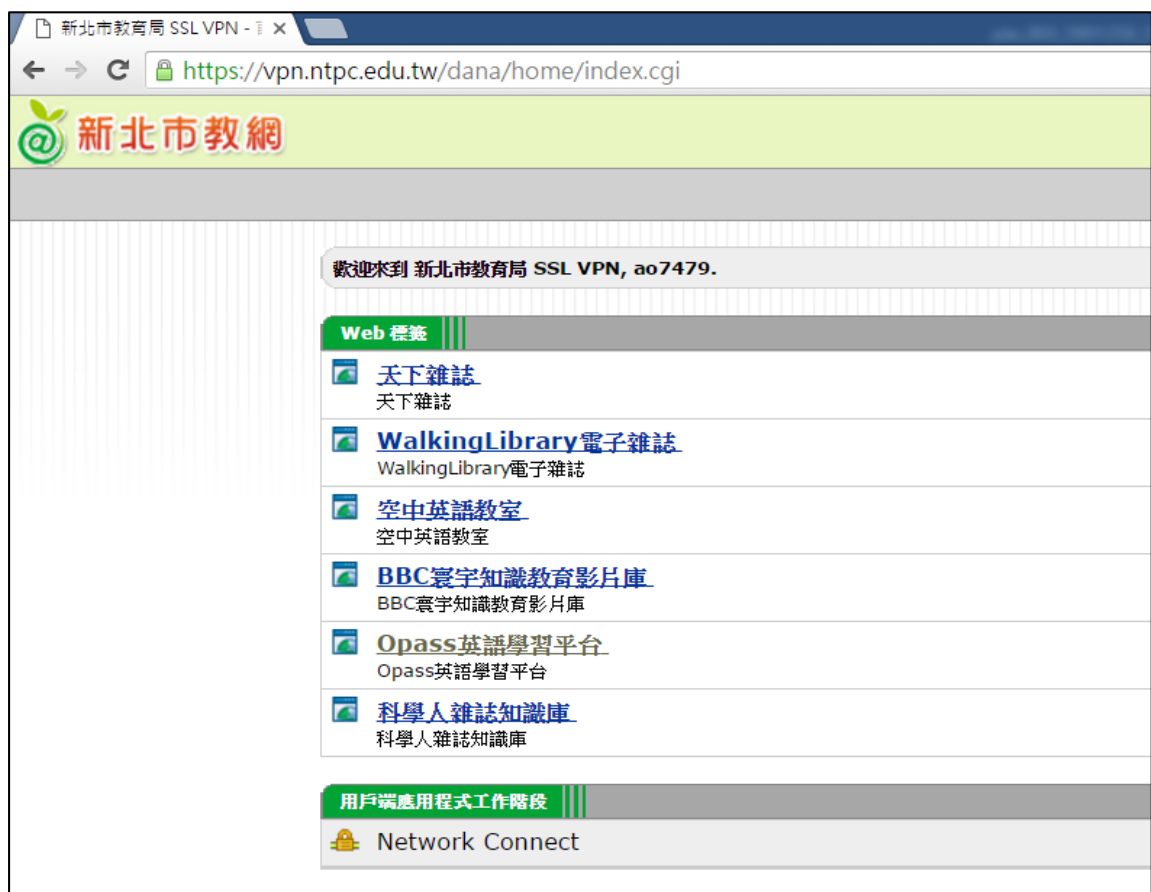 新北市教育局 SSL VPN -
https://vpn.ntpc.edu.tw/dana/home/index.cgi
@ 新北市教網
歡迎來到 新北市教育局 SSL VPN, ao7479.
Web 標籤
天下雜誌
天下雜誌
WalkingLibrary電子雜誌
WalkingLibrary電子雜誌
空中英語教室
空中英語教室
BBC寰宇知識教育影片庫
BBC寰宇知識教育影片庫
Opass英語學習平台
Opass英語學習平台
科學人雜誌知識庫
科學人雜誌知識庫
用戶端應用程式工作階段
Network Connect